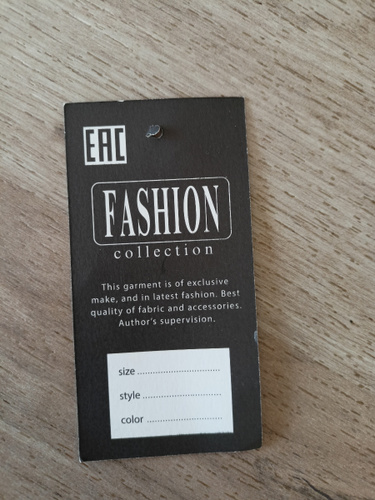 EAC
FASHION
collection
This garment is of exclusive
make, and in latest fashion. Best
quality of fabric and accessories.
Author's supervision.
size ................................
style ..............................
color .............................